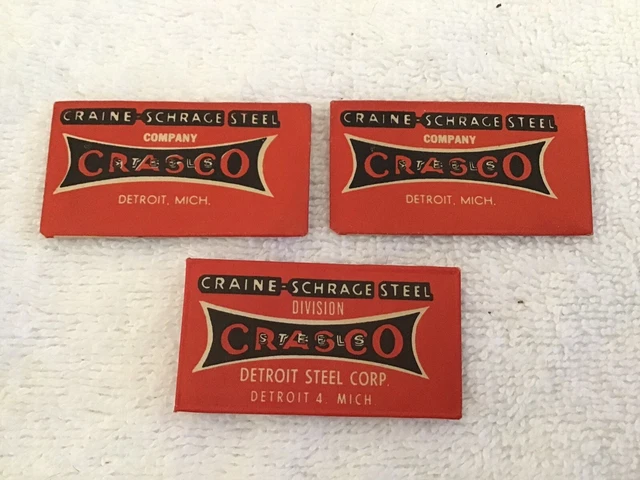 CRAINE-SCHRAGE STEEL
COMPANY
CRASCO
STEELS
DETROIT, MICH.
CRAINE-SCHRAGE STEEL
COMPANY
CRASCO
STEELS
DETROIT, MICH.
CRAINE-SCHRAGE STEEL
DIVISION
CRASCO
STEELS
DETROIT STEEL CORP.
DETROIT 4. MICH